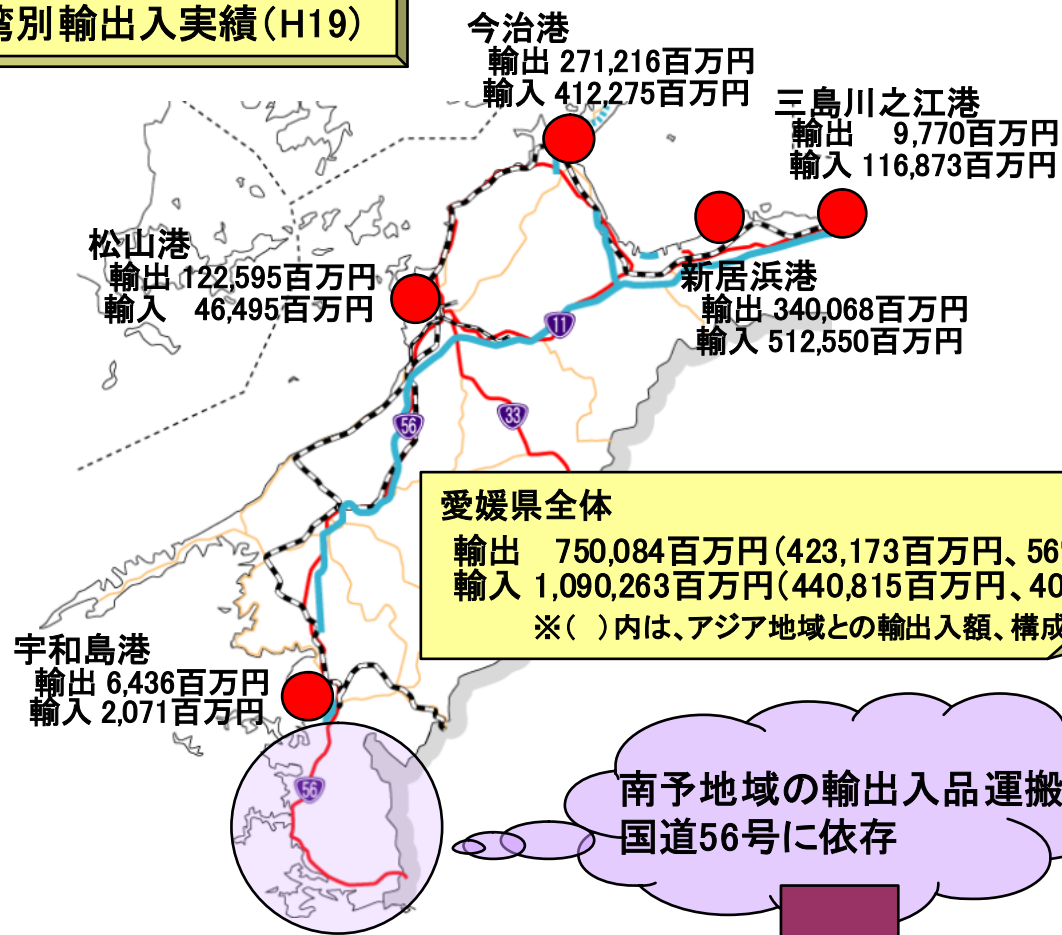 湾別輸出入実績(H19)
今治港
輸出 271,216百万円
輸入 412,275百万円
三島川之江港
輸出 9,770百万円
輸入 116,873百万円
松山港
輸出 122,595百万円
輸入 46,495百万円
新居浜港
輸出 340,068百万円
輸入 512,550百万円
11
56
33
愛媛県全体
輸出 750,084百万円(423,173百万円、56
輸入 1,090,263百万円(440,815百万円、40
※( )内は、アジア地域との輸出入額、構成
宇和島港
輸出 6,436百万円
輸入 2,071百万円
56
南予地域の輸出入品運搬
国道56号に依存